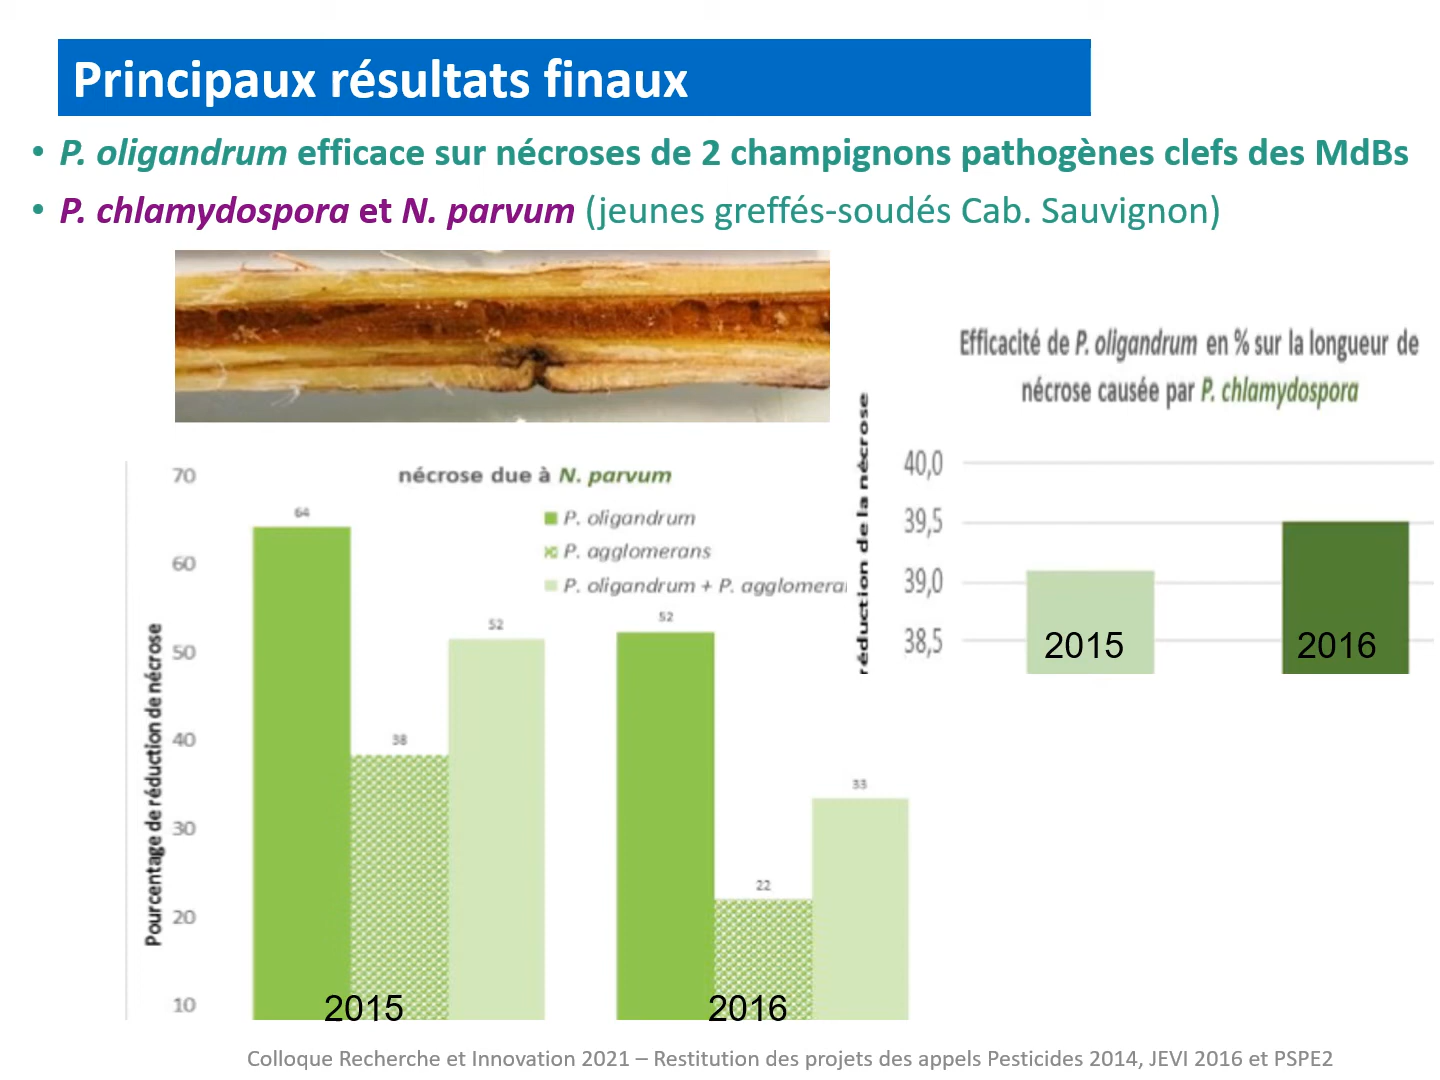 Principaux résultats finaux
• P. oligandrum efficace sur nécroses de 2 champignons pathogènes clefs des MdBs
• P. chlamydospora et N. parvum (jeunes greffés-soudés Cab. Sauvignon)
Efficacité de P. oligandrum en % sur la longueur de
nécrose causée par P. chlamydospora
réduction de la nécrose
40,0
39,5
39,0
38,5
2015
2016
nécrose due à N. parvum
P. oligandrum
P. agglomerans
P. oligandrum + P. agglomera
Pourcentage de réduction de nécrose
70
60
50
40
30
20
10
64
38
52
52
22
33
2015
2016
Colloque Recherche et Innovation 2021 – Restitution des projets des appels Pesticides 2014, JEVI 2016 et PSPE2